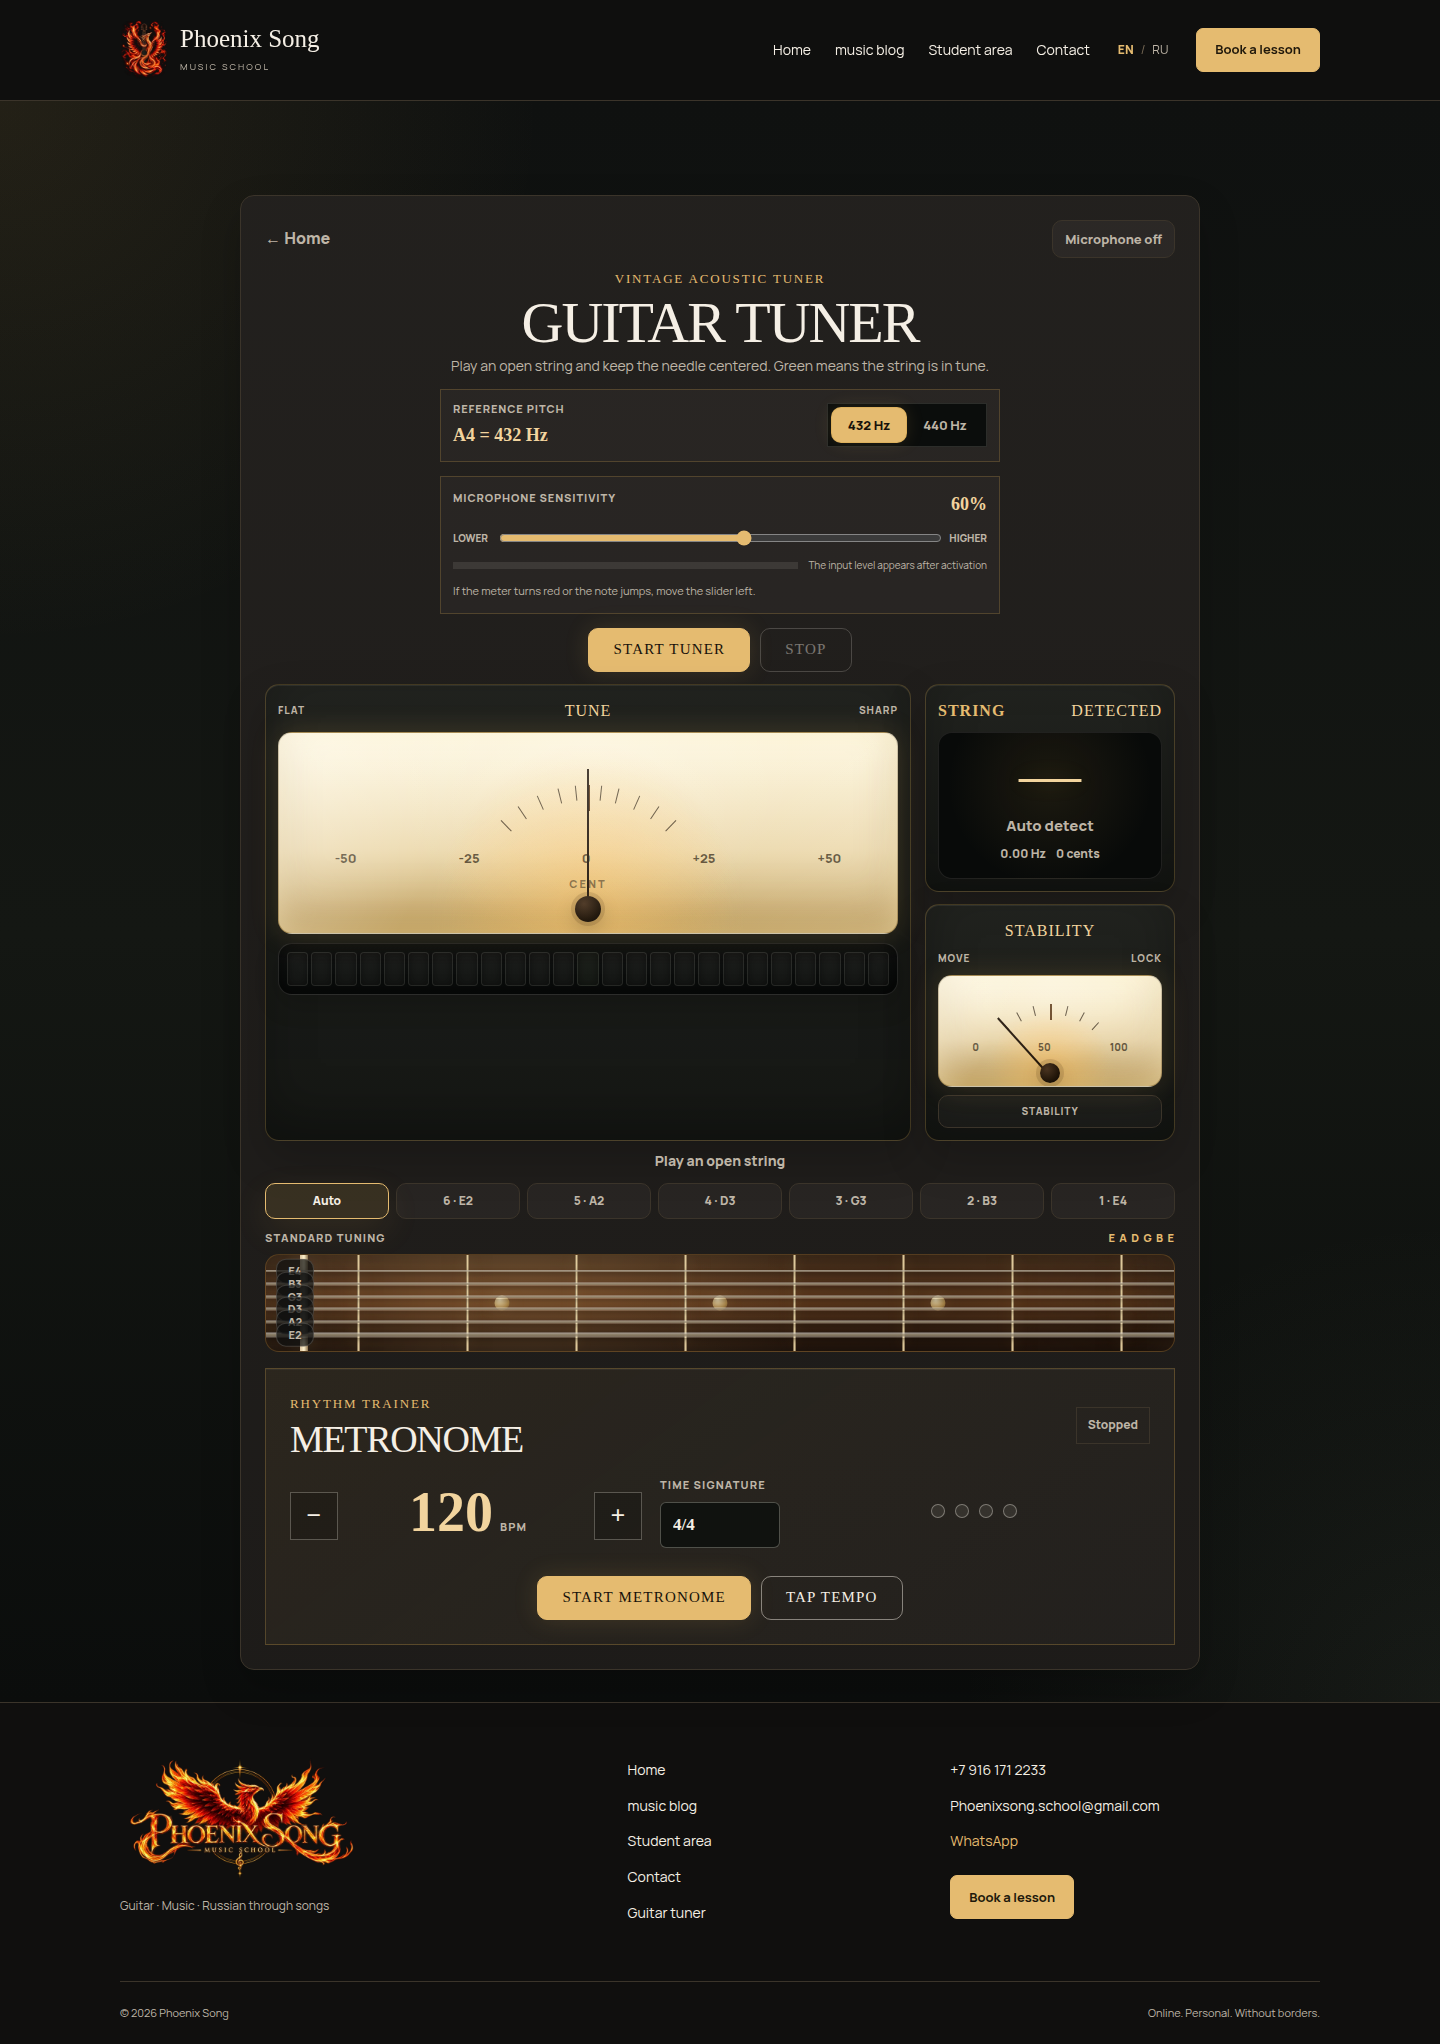 Phoenix Song
MUSIC SCHOOL
Home music blog Student area Contact EN / RU Book a lesson
← Home
Microphone off
VINTAGE ACOUSTIC TUNER
GUITAR TUNER
Play an open string and keep the needle centered. Green means the string is in tune.
REFERENCE PITCH
A4 = 432 Hz
432 Hz 440 Hz
MICROPHONE SENSITIVITY 60%
LOWER HIGHER
The input level appears after activation
If the meter turns red or the note jumps, move the slider left.
START TUNER STOP
FLAT TUNE SHARP
-50 -25 0 +25 +50
CENT
STRING DETECTED
—
Auto detect
0.00 Hz 0 cents
STABILITY
MOVE LOCK
0 50 100
STABILITY
Play an open string
Auto 6 · E2 5 · A2 4 · D3 3 · G3 2 · B3 1 · E4
STANDARD TUNING E A D G B E
E4
B3
G3
D3
A2
E2
RHYTHM TRAINER
METRONOME
Stopped
− 120 BPM +
TIME SIGNATURE
4/4
START METRONOME TAP TEMPO
PHOENIX SONG
MUSIC SCHOOL
Guitar · Music · Russian through songs
Home
music blog
Student area
Contact
Guitar tuner
+7 916 171 2233
Phoenixsong.school@gmail.com
WhatsApp
Book a lesson
© 2026 Phoenix Song
Online. Personal. Without borders.